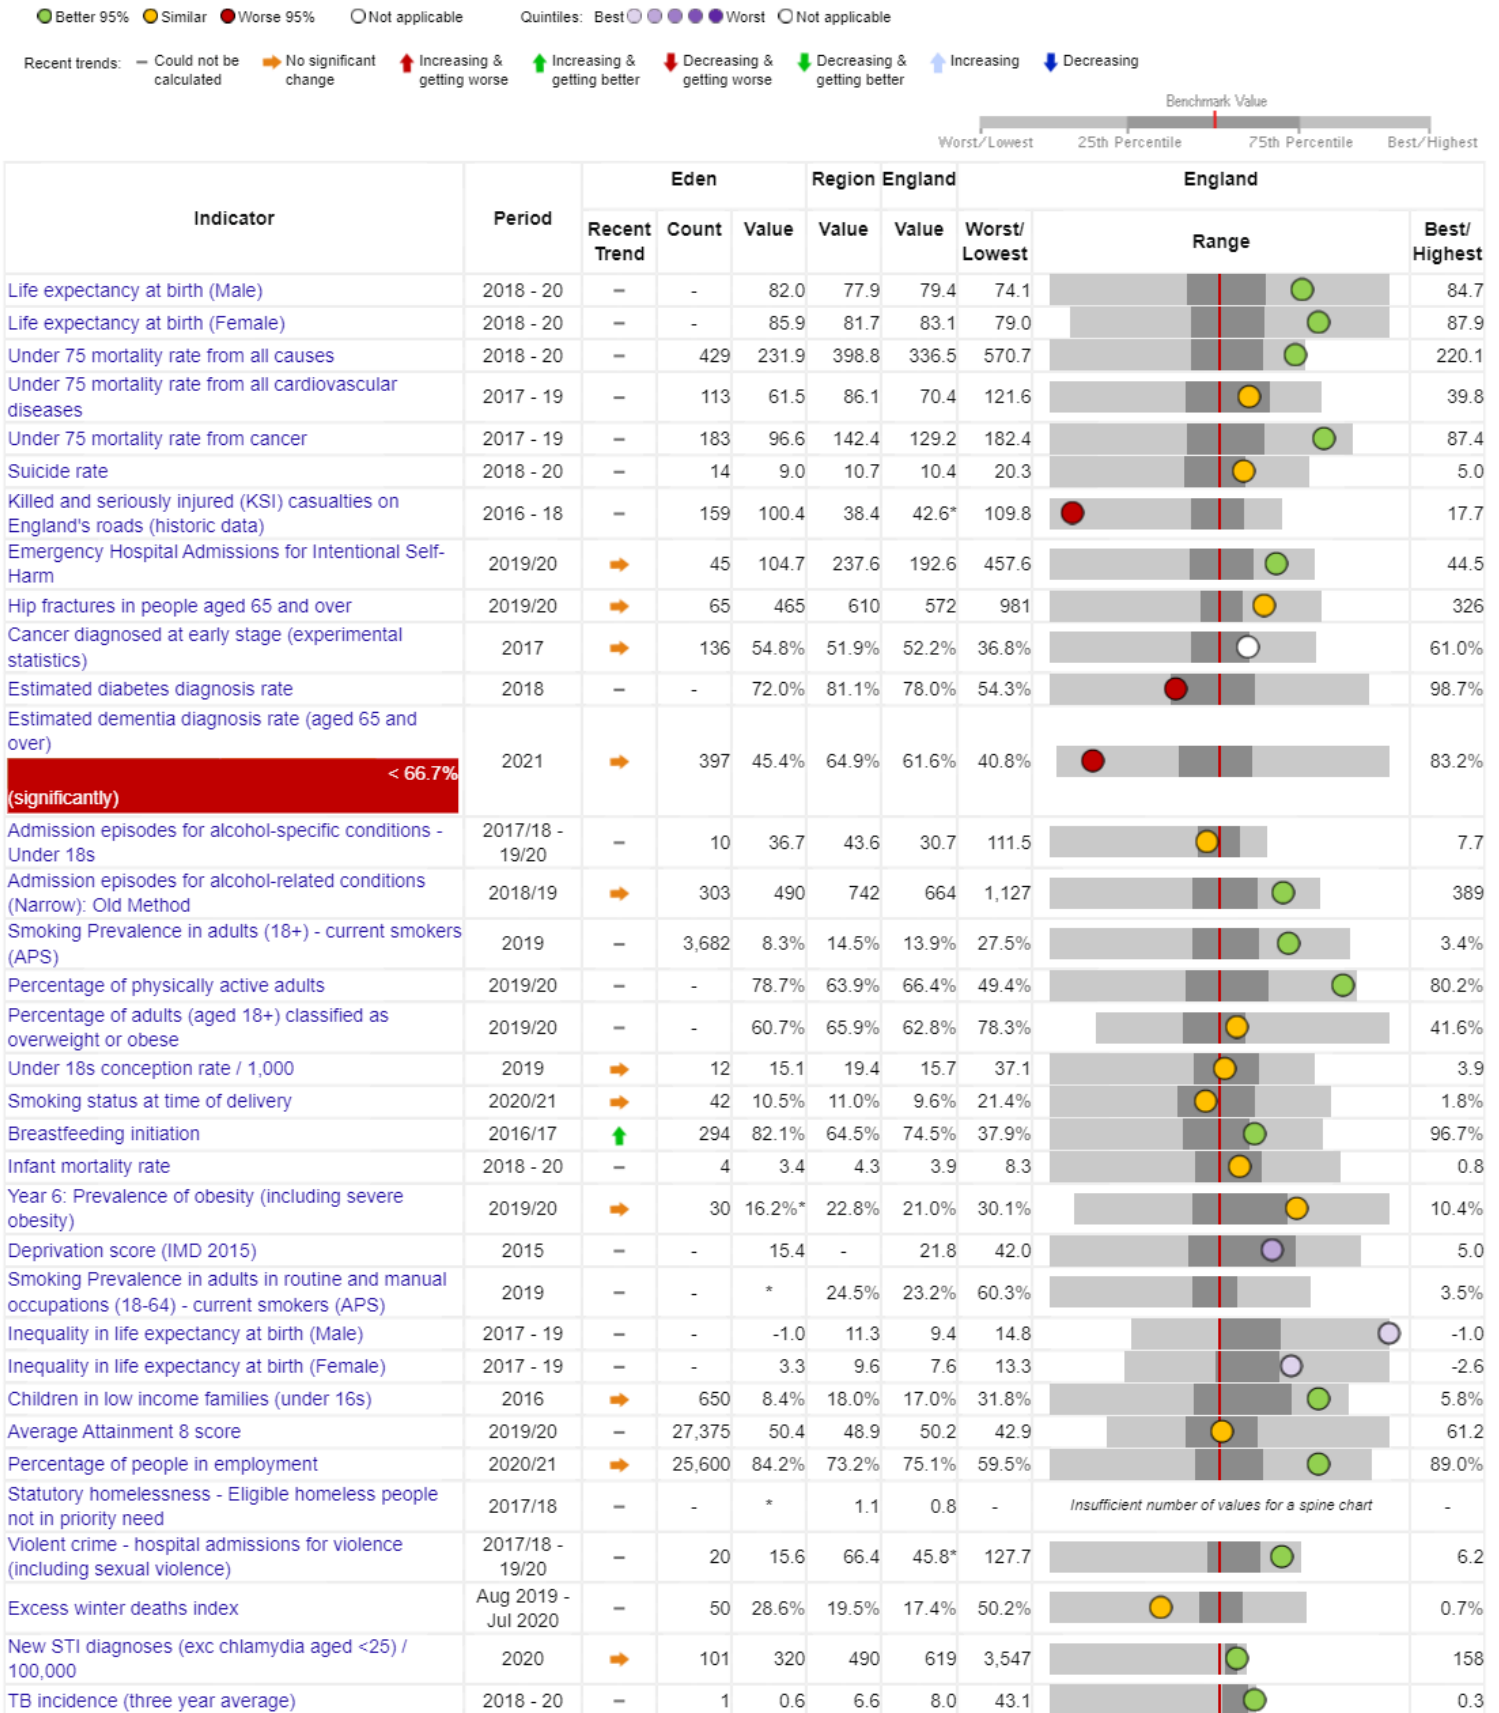 Better 95% Similar Worse 95% Not applicable Quintiles: Best Worst Not applicable
Recent trends: – Could not be calculated No significant change Increasing & getting worse Increasing & getting better Decreasing & getting worse Decreasing & getting better Increasing Decreasing
Benchmark Value
Worst/Lowest 25th Percentile 75th Percentile Best/Highest
Indicator Period Eden Region England England
Recent Trend Count Value Value Value Worst/ Lowest Range Best/ Highest
Life expectancy at birth (Male) 2018 - 20 – - 82.0 77.9 79.4 74.1 84.7
Life expectancy at birth (Female) 2018 - 20 – - 85.9 81.7 83.1 79.0 87.9
Under 75 mortality rate from all causes 2018 - 20 – 429 231.9 398.8 336.5 570.7 220.1
Under 75 mortality rate from all cardiovascular
diseases 2017 - 19 – 113 61.5 86.1 70.4 121.6 39.8
Under 75 mortality rate from cancer 2017 - 19 – 183 96.6 142.4 129.2 182.4 87.4
Suicide rate 2018 - 20 – 14 9.0 10.7 10.4 20.3 5.0
Killed and seriously injured (KSI) casualties on
England's roads (historic data) 2016 - 18 – 159 100.4 38.4 42.6* 109.8 17.7
Emergency Hospital Admissions for Intentional Self-
Harm 2019/20 45 104.7 237.6 192.6 457.6 44.5
Hip fractures in people aged 65 and over 2019/20 65 465 610 572 981 326
Cancer diagnosed at early stage (experimental
statistics) 2017 136 54.8% 51.9% 52.2% 36.8% 61.0%
Estimated diabetes diagnosis rate 2018 – - 72.0% 81.1% 78.0% 54.3% 98.7%
Estimated dementia diagnosis rate (aged 65 and
over)
< 66.7%
(significantly) 2021 397 45.4% 64.9% 61.6% 40.8% 83.2%
Admission episodes for alcohol-specific conditions -
Under 18s 2017/18 - 19/20 – 10 36.7 43.6 30.7 111.5 7.7
Admission episodes for alcohol-related conditions
(Narrow): Old Method 2018/19 303 490 742 664 1,127 389
Smoking Prevalence in adults (18+) - current smokers
(APS) 2019 – 3,682 8.3% 14.5% 13.9% 27.5% 3.4%
Percentage of physically active adults 2019/20 – - 78.7% 63.9% 66.4% 49.4% 80.2%
Percentage of adults (aged 18+) classified as
overweight or obese 2019/20 – - 60.7% 65.9% 62.8% 78.3% 41.6%
Under 18s conception rate / 1,000 2019 12 15.1 19.4 15.7 37.1 3.9
Smoking status at time of delivery 2020/21 42 10.5% 11.0% 9.6% 21.4% 1.8%
Breastfeeding initiation 2016/17 294 82.1% 64.5% 74.5% 37.9% 96.7%
Infant mortality rate 2018 - 20 – 4 3.4 4.3 3.9 8.3 0.8
Year 6: Prevalence of obesity (including severe
obesity) 2019/20 30 16.2%* 22.8% 21.0% 30.1% 10.4%
Deprivation score (IMD 2015) 2015 – - 15.4 - 21.8 42.0 5.0
Smoking Prevalence in adults in routine and manual
occupations (18-64) - current smokers (APS) 2019 – - * 24.5% 23.2% 60.3% 3.5%
Inequality in life expectancy at birth (Male) 2017 - 19 – - -1.0 11.3 9.4 14.8 -1.0
Inequality in life expectancy at birth (Female) 2017 - 19 – - 3.3 9.6 7.6 13.3 -2.6
Children in low income families (under 16s) 2016 650 8.4% 18.0% 17.0% 31.8% 5.8%
Average Attainment 8 score 2019/20 – 27,375 50.4 48.9 50.2 42.9 61.2
Percentage of people in employment 2020/21 25,600 84.2% 73.2% 75.1% 59.5% 89.0%
Statutory homelessness - Eligible homeless people
not in priority need 2017/18 – - * 1.1 0.8 - Insufficient number of values for a spine chart -
Violent crime - hospital admissions for violence
(including sexual violence) 2017/18 - 19/20 – 20 15.6 66.4 45.8* 127.7 6.2
Excess winter deaths index Aug 2019 - Jul 2020 – 50 28.6% 19.5% 17.4% 50.2% 0.7%
New STI diagnoses (exc chlamydia aged <25) /
100,000 2020 101 320 490 619 3,547 158
TB incidence (three year average) 2018 - 20 – 1 0.6 6.6 8.0 43.1 0.3